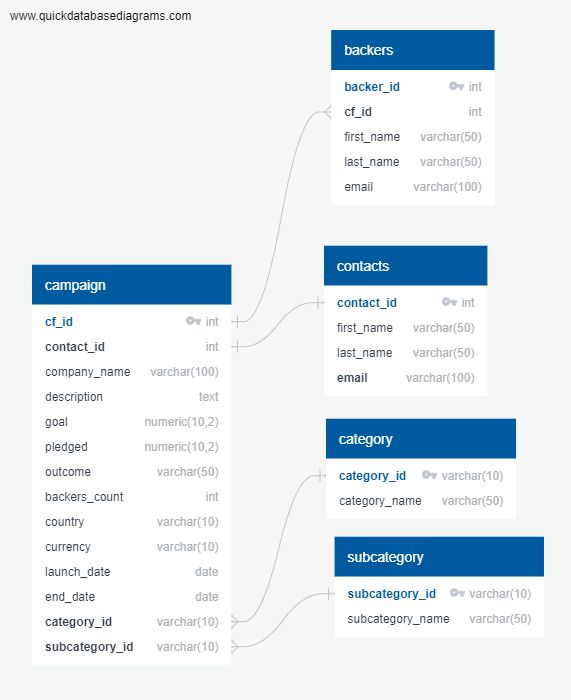 www.quickdatabasediagrams.com
backers
backer_id int
cf_id int
first_name varchar(50)
last_name varchar(50)
email varchar(100)
contacts
contact_id int
first_name varchar(50)
last_name varchar(50)
email varchar(100)
campaign
cf_id int
contact_id int
company_name varchar(100)
description text
goal numeric(10,2)
pledged numeric(10,2)
outcome varchar(50)
backers_count int
country varchar(10)
currency varchar(10)
launch_date date
end_date date
category_id varchar(10)
subcategory_id varchar(10)
category
category_id varchar(10)
category_name varchar(50)
subcategory
subcategory_id varchar(10)
subcategory_name varchar(50)